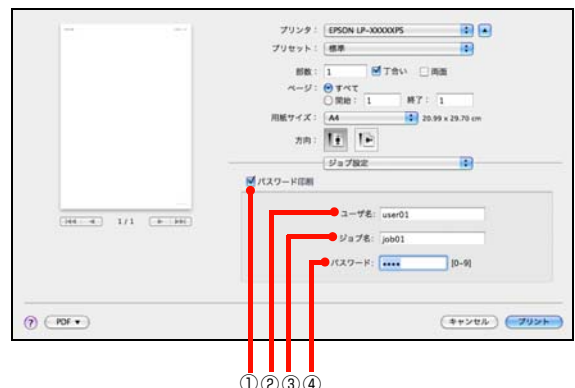 プリンタ： EPSON LP-XXXXXPS
プリセット： 標準
部数： 1 丁合い 両面
ページ： すべて
開始： 1 終了： 1
用紙サイズ： A4 20.99 x 29.70 cm
方向：
ジョブ設定
パスワード印刷
1/1
ユーザ名： user01
ジョブ名： job01
パスワード： •••• [0-9]
? PDF▼ キャンセル プリント
①②③④